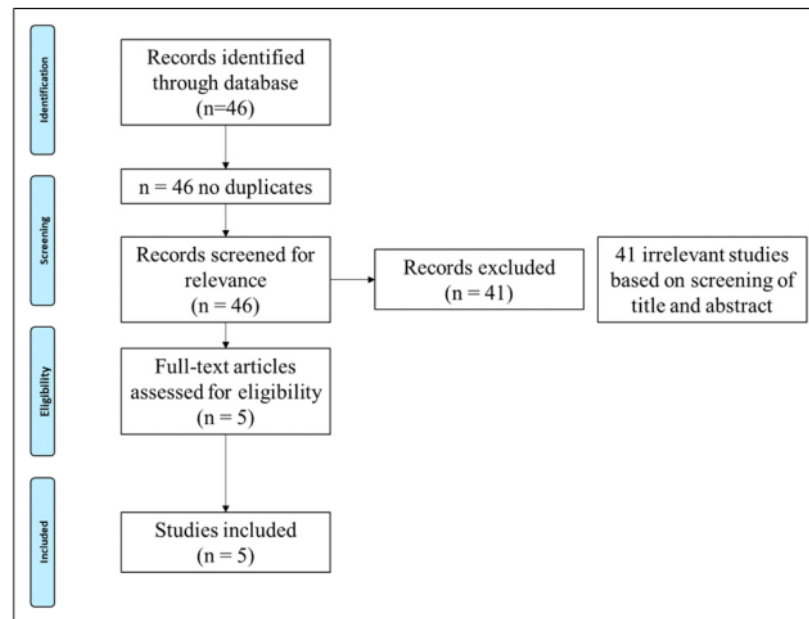 Identification
Records identified
through database
(n=46)
Screening
n = 46 no duplicates
Records screened for
relevance
(n = 46)
Records excluded
(n = 41)
41 irrelevant studies
based on screening of
title and abstract
Eligibility
Full-text articles
assessed for eligibility
(n = 5)
Included
Studies included
(n = 5)